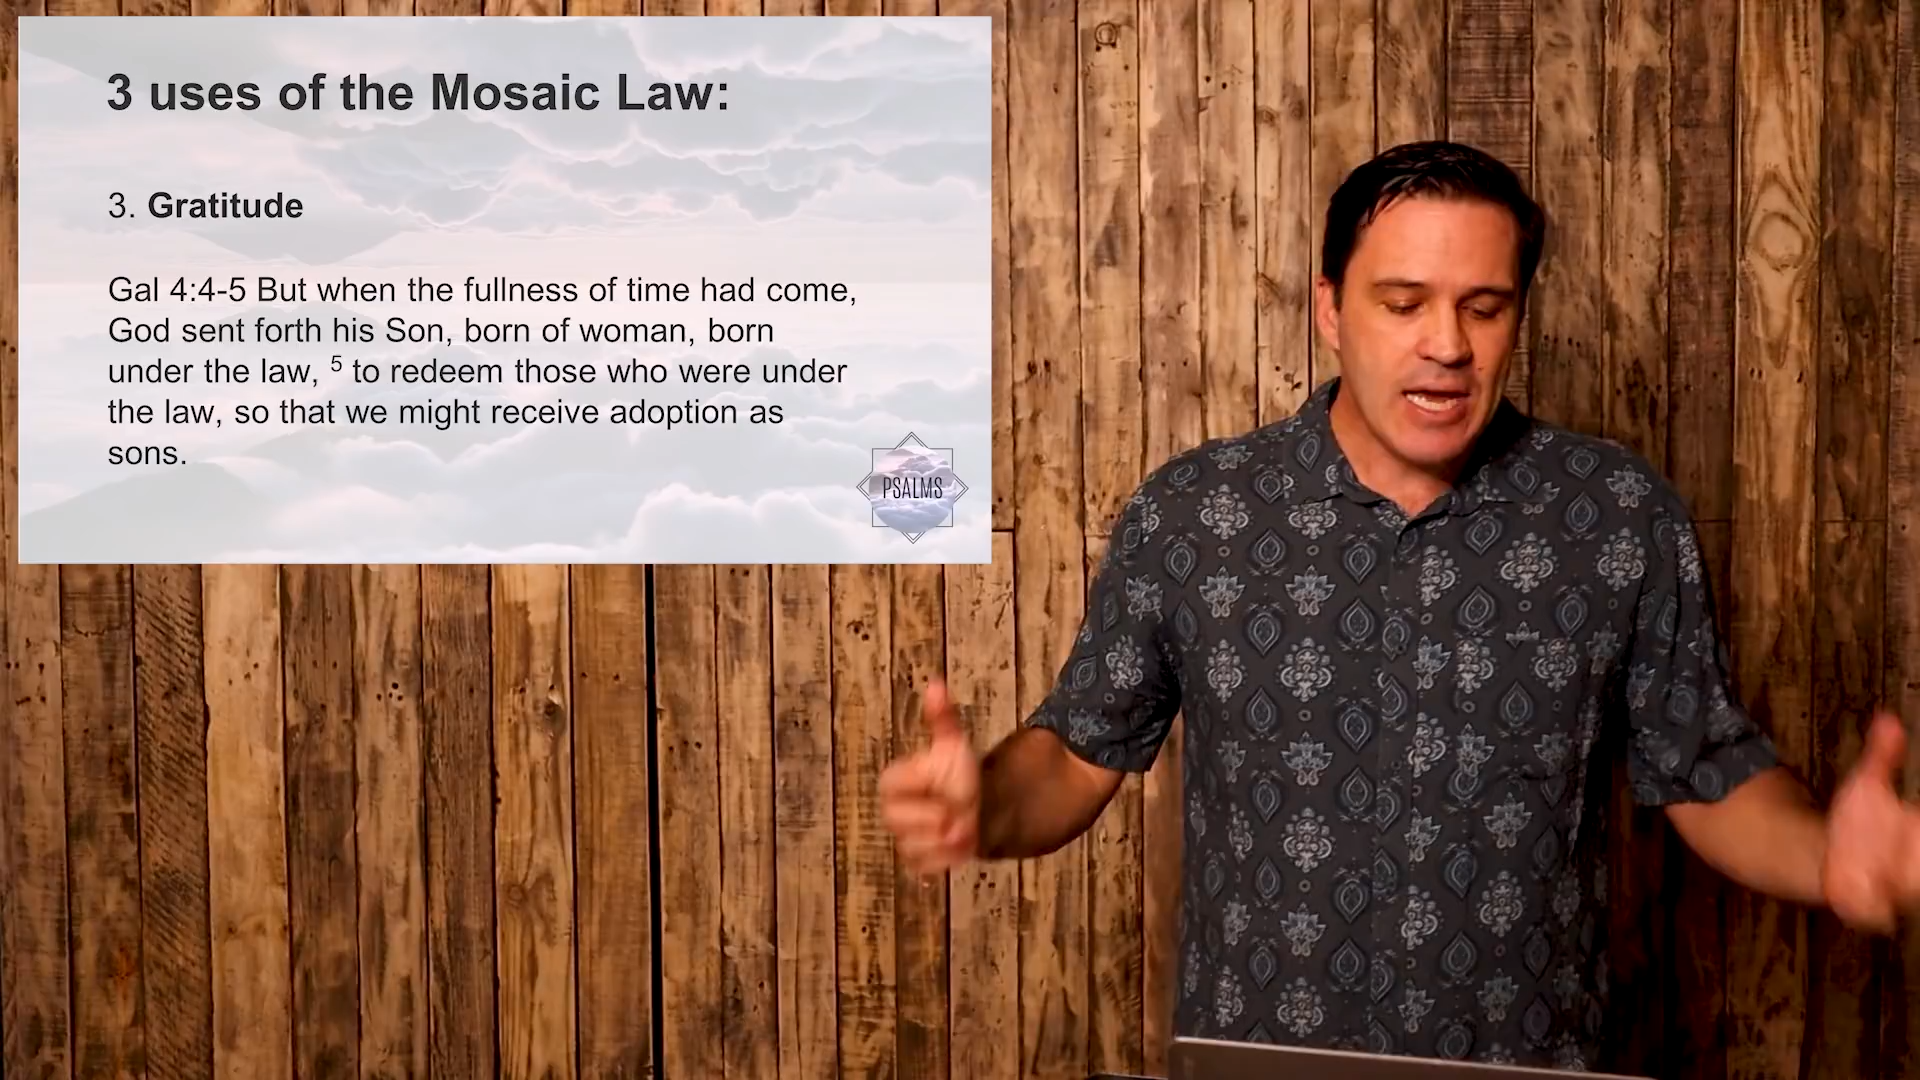 3 uses of the Mosaic Law:
3. Gratitude
Gal 4:4-5 But when the fullness of time had come,
God sent forth his Son, born of woman, born
under the law, 5 to redeem those who were under
the law, so that we might receive adoption as
sons.
PSALMS